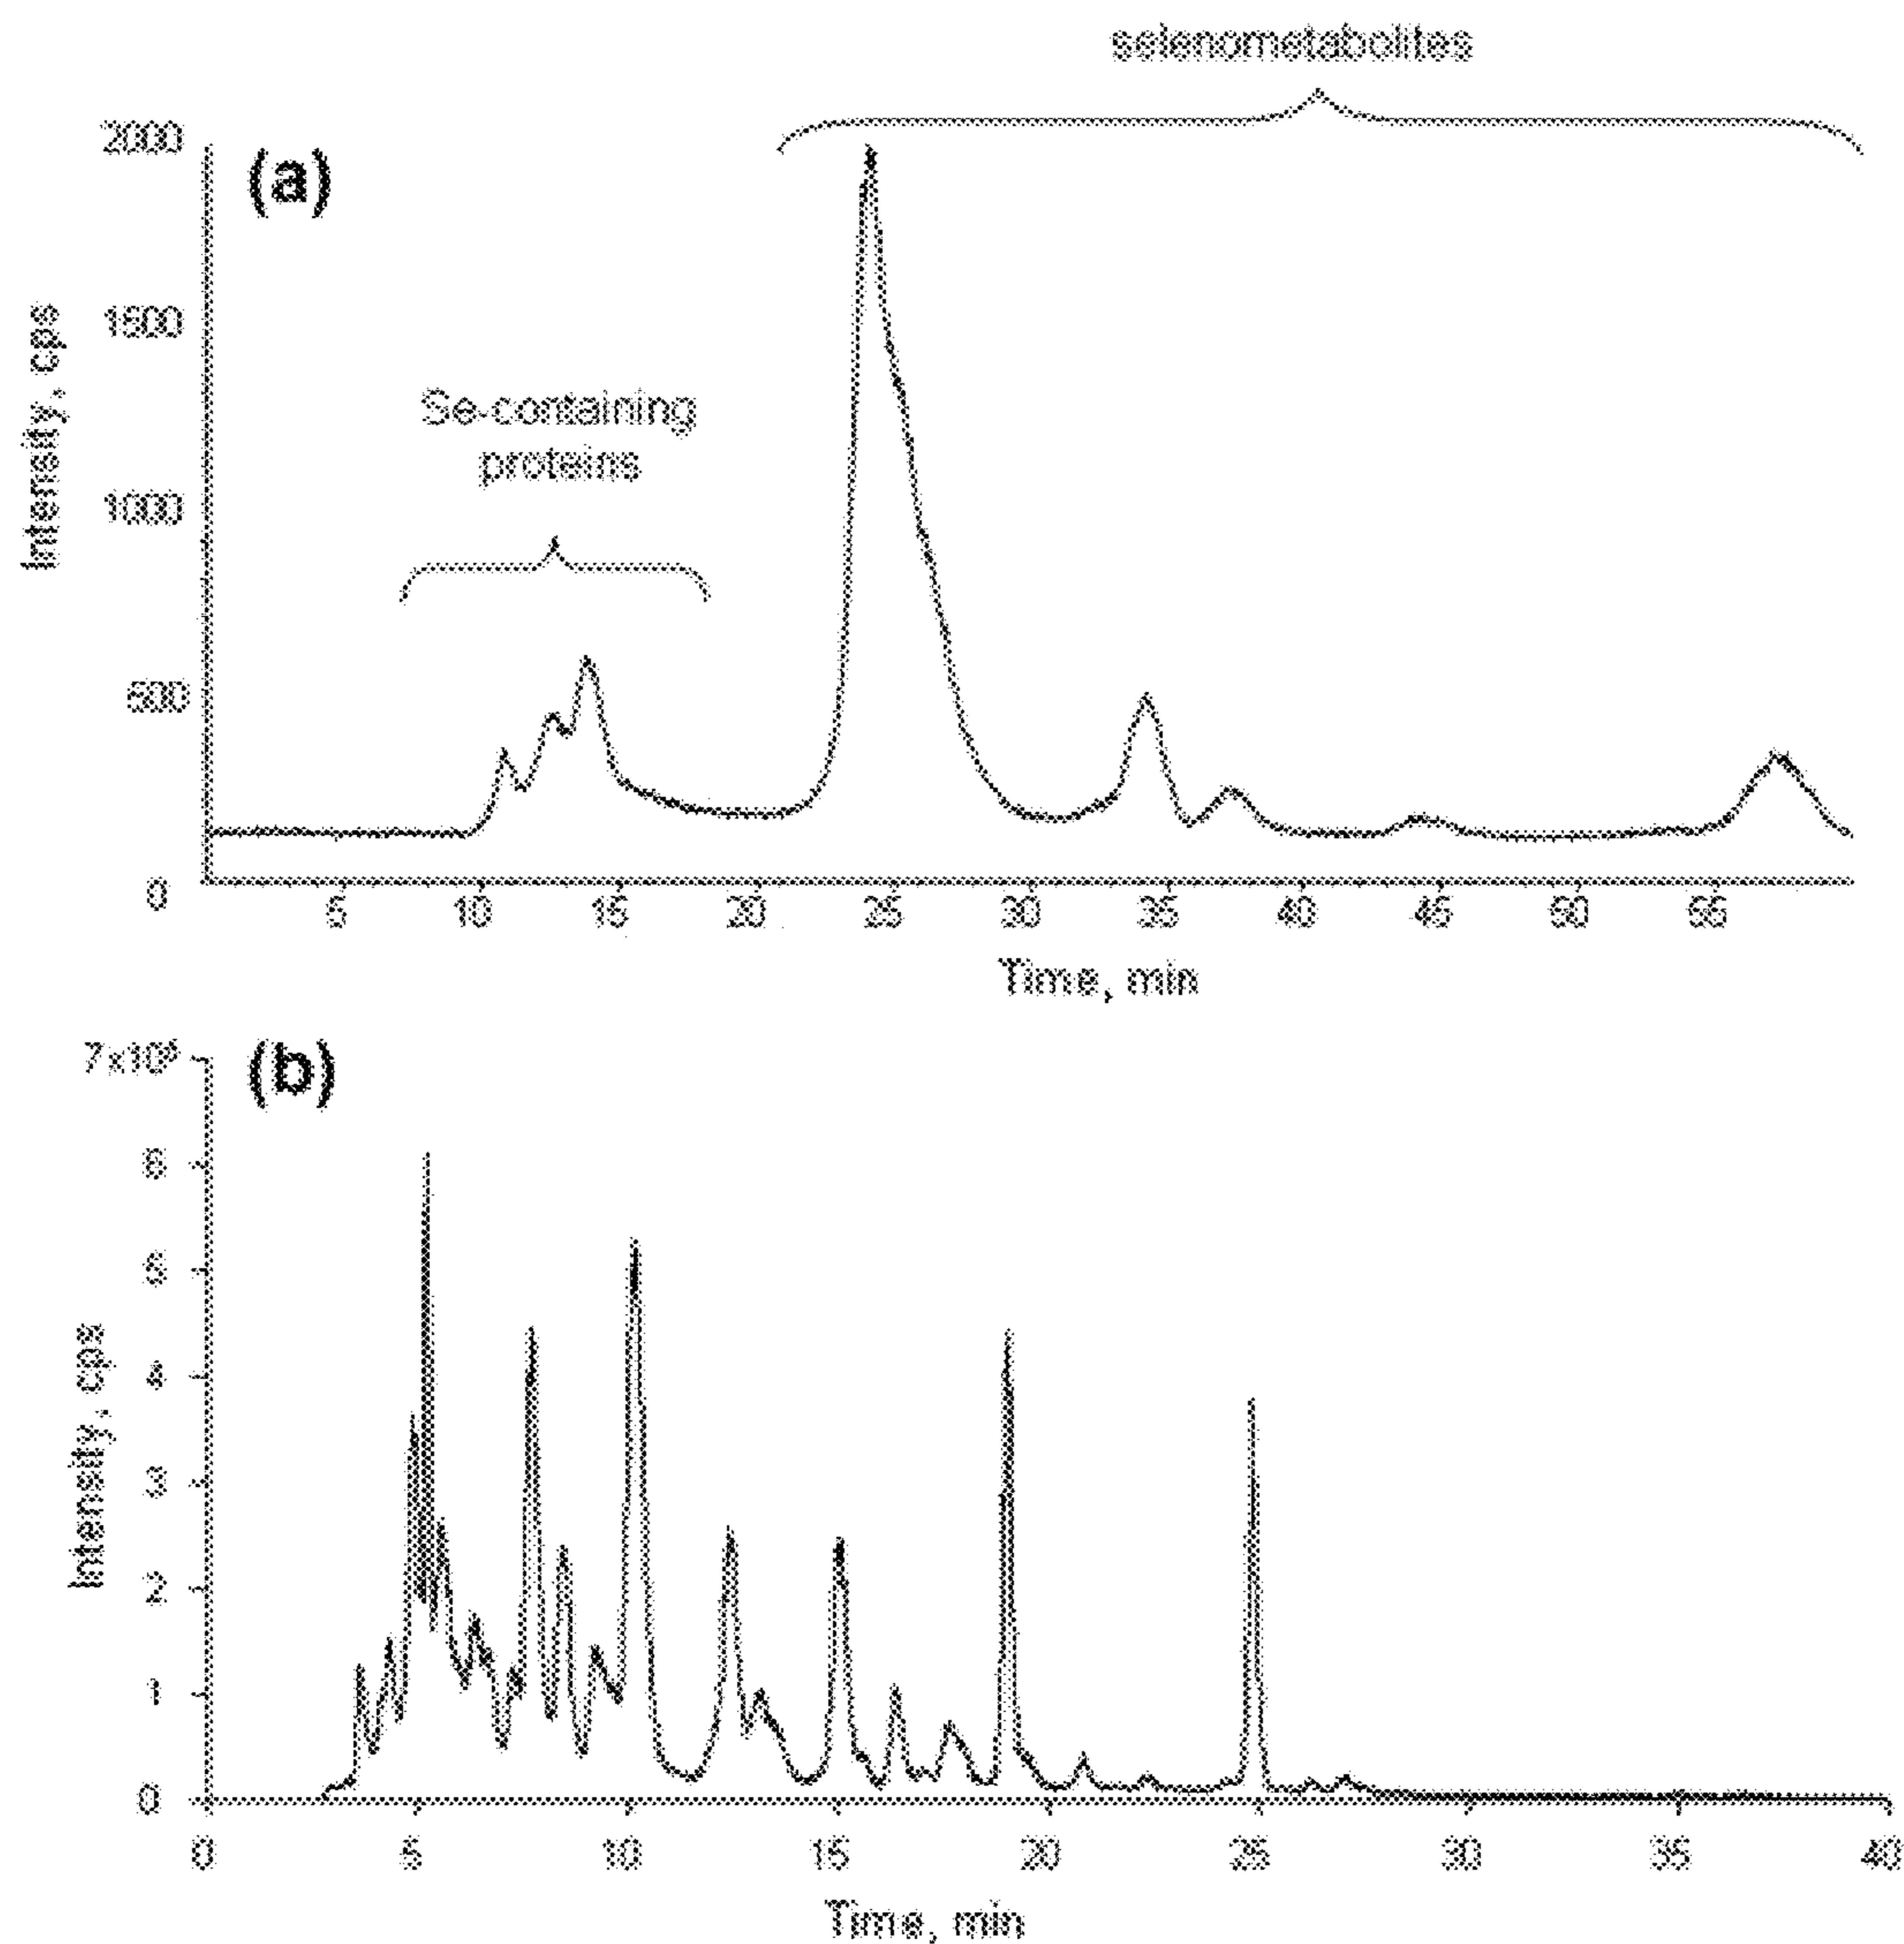 selenometabolites
2000
(a)
1500
Se-containing
proteins
1000
500
0
Intensity, cps
5 10 15 20 25 30 35 40 45 50 55
Time, min
(b)
6
5
4
3
2
1
0
Intensity, cps
0 5 10 15 20 25 30 35 40
Time, min